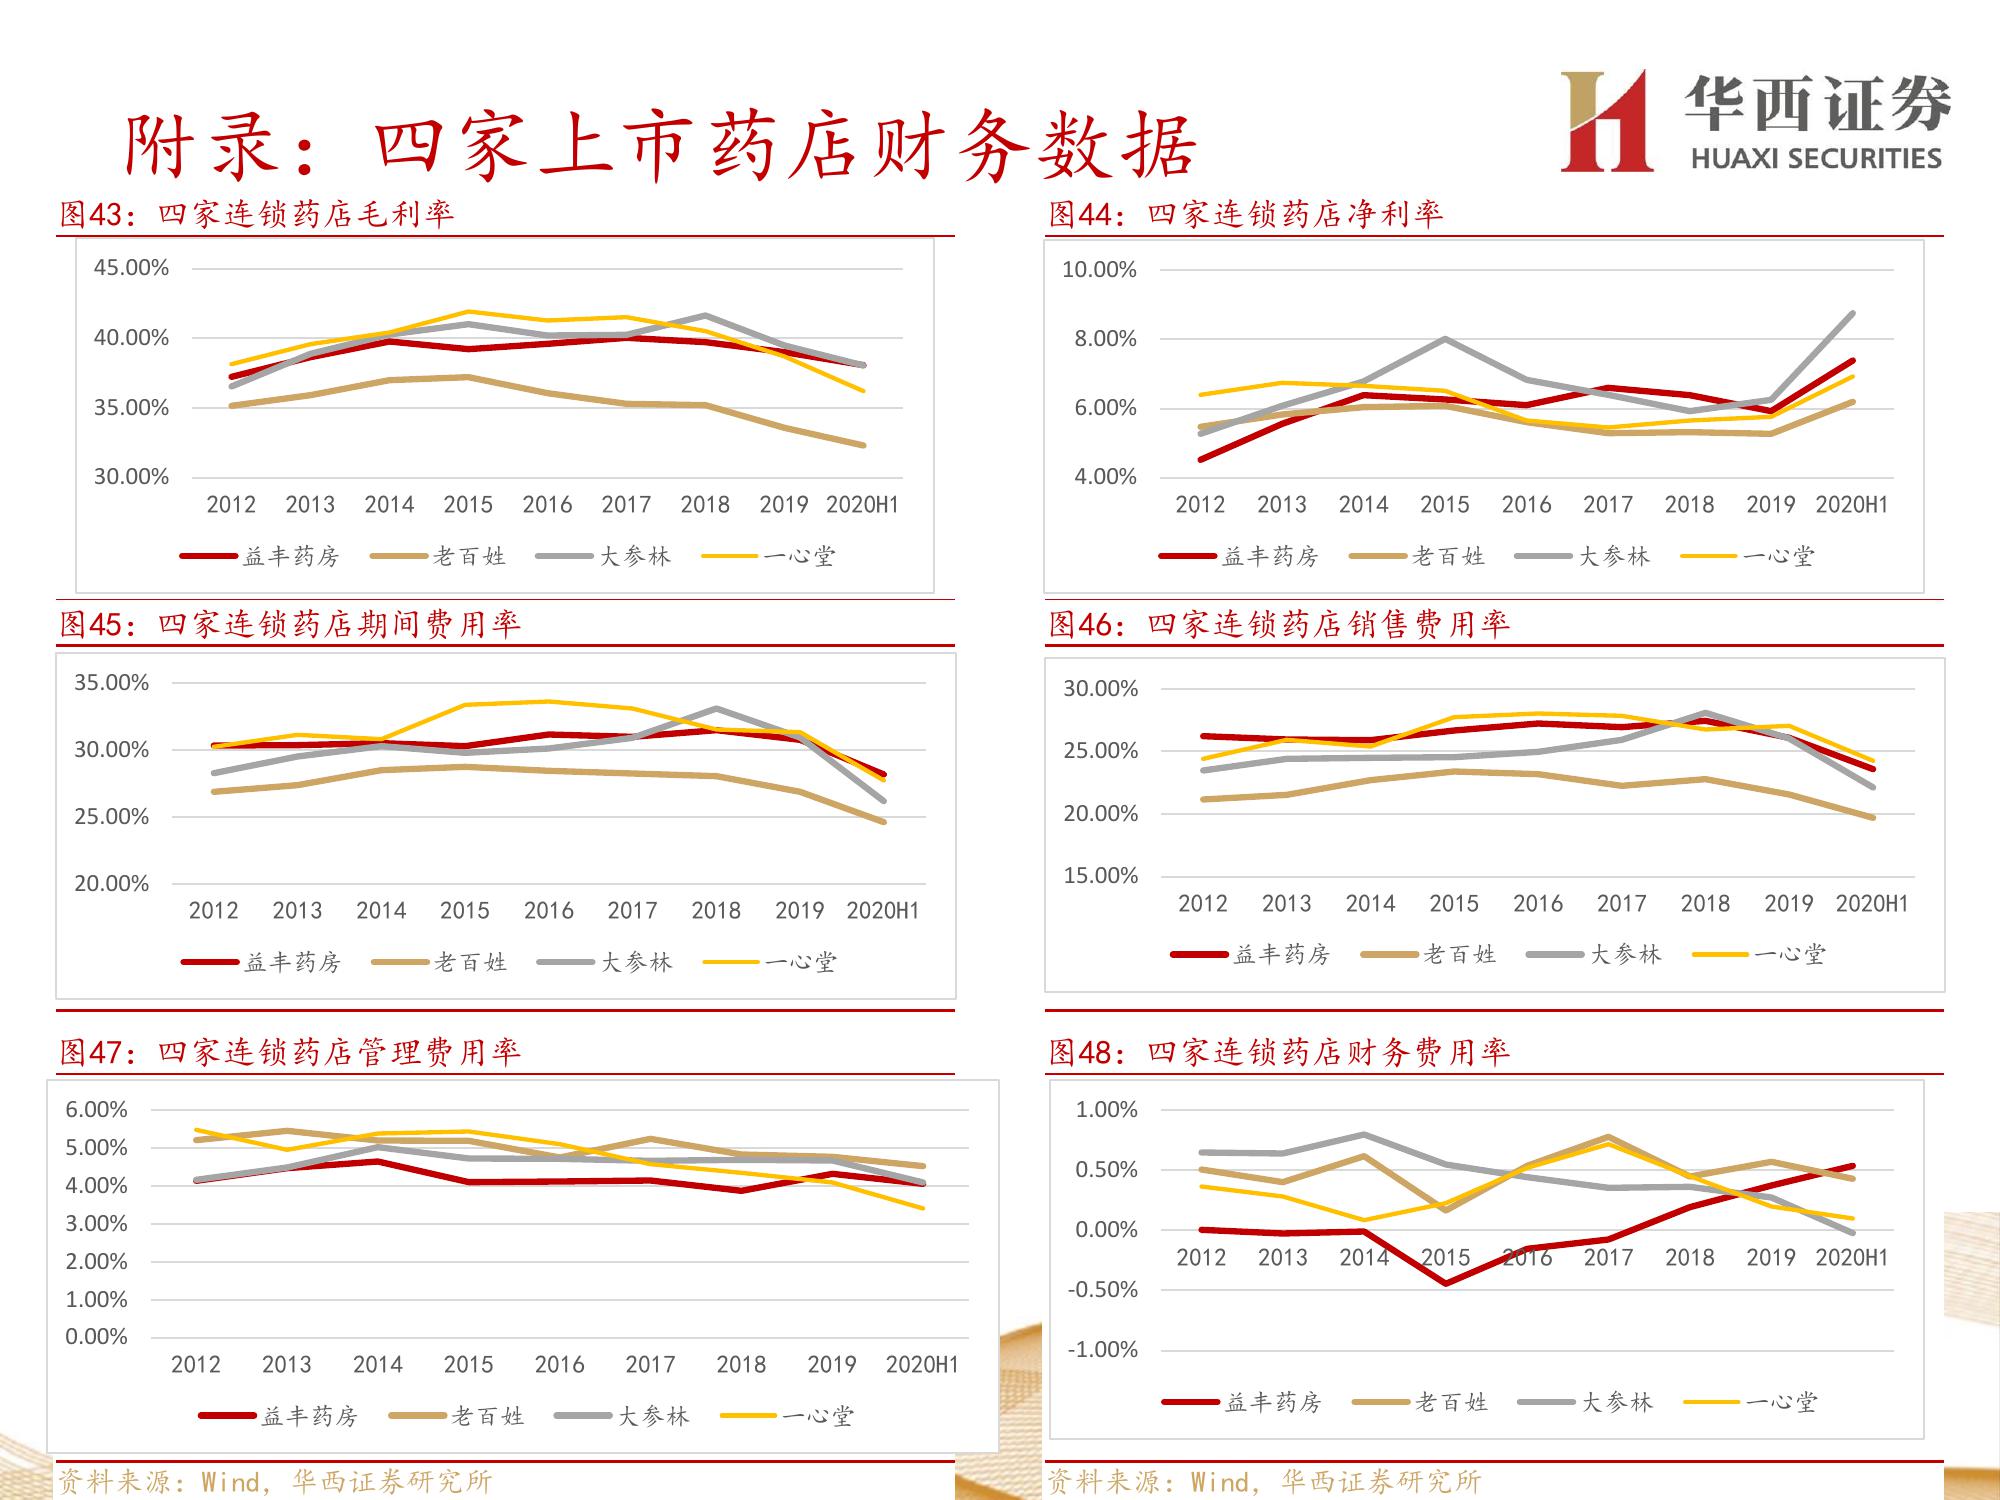 华西证券
HUAXI SECURITIES
附录：四家上市药店财务数据
图43：四家连锁药店毛利率
45.00%
40.00%
35.00%
30.00%
2012 2013 2014 2015 2016 2017 2018 2019 2020H1
益丰药房 老百姓 大参林 一心堂
图44：四家连锁药店净利率
10.00%
8.00%
6.00%
4.00%
2012 2013 2014 2015 2016 2017 2018 2019 2020H1
益丰药房 老百姓 大参林 一心堂
图45：四家连锁药店期间费用率
35.00%
30.00%
25.00%
20.00%
2012 2013 2014 2015 2016 2017 2018 2019 2020H1
益丰药房 老百姓 大参林 一心堂
图46：四家连锁药店销售费用率
30.00%
25.00%
20.00%
15.00%
2012 2013 2014 2015 2016 2017 2018 2019 2020H1
益丰药房 老百姓 大参林 一心堂
图47：四家连锁药店管理费用率
6.00%
5.00%
4.00%
3.00%
2.00%
1.00%
0.00%
2012 2013 2014 2015 2016 2017 2018 2019 2020H1
益丰药房 老百姓 大参林 一心堂
图48：四家连锁药店财务费用率
1.00%
0.50%
0.00%
2012 2013 2014 2015 2016 2017 2018 2019 2020H1
-0.50%
-1.00%
益丰药房 老百姓 大参林 一心堂
资料来源：Wind，华西证券研究所
资料来源：Wind，华西证券研究所